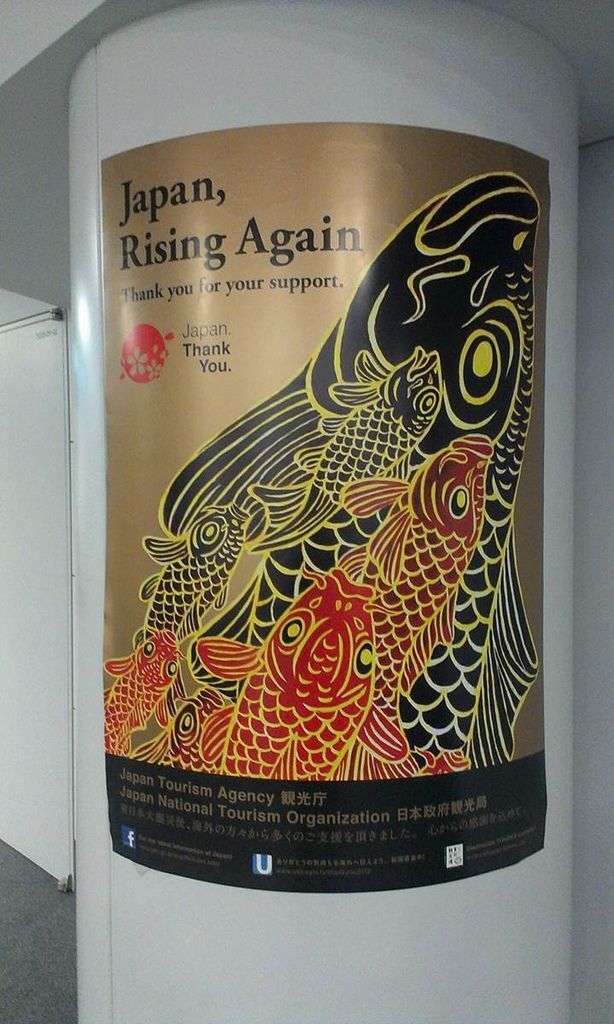 Japan,
Rising Again
Thank you for your support.
Japan.
Thank
You.
Japan Tourism Agency 観光庁
Japan National Tourism Organization 日本政府観光局
東日本大震災後、海外の方々から多くのご支援を頂きました。 心からの感謝を込めて。
f
U